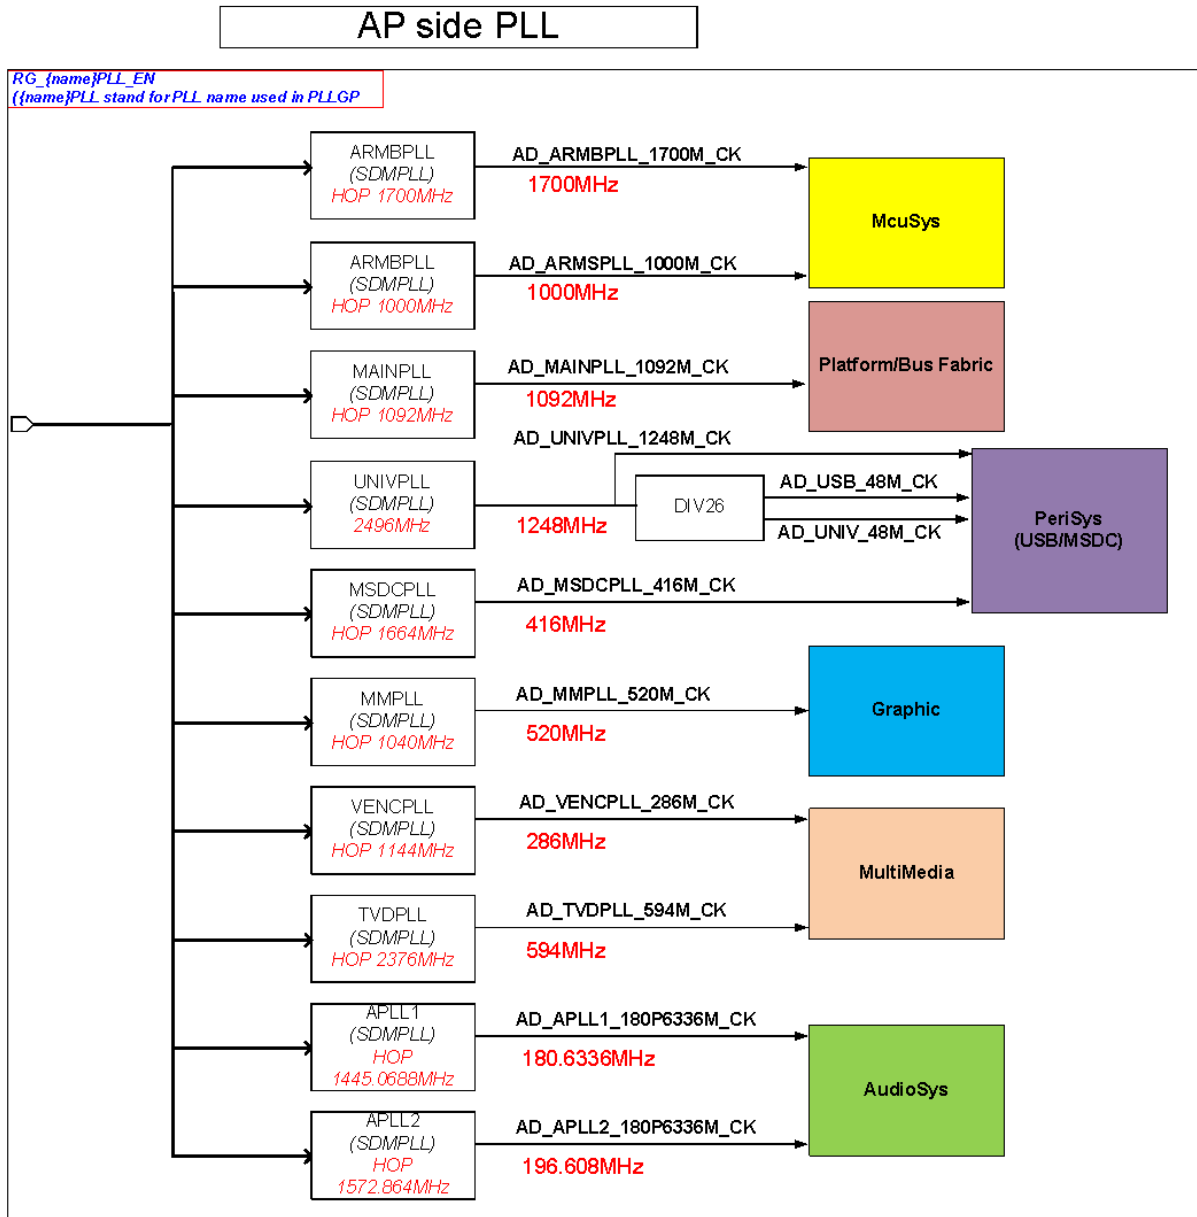 AP side PLL
RG_{name}PLL_EN
({name}PLL stand for PLL name used in PLLGP
ARMBPLL
(SDMPLL)
HOP 1700MHz
AD_ARMBPLL_1700M_CK
1700MHz
McuSys
ARMBPLL
(SDMPLL)
HOP 1000MHz
AD_ARMSPLL_1000M_CK
1000MHz
MAINPLL
(SDMPLL)
HOP 1092MHz
AD_MAINPLL_1092M_CK
1092MHz
Platform/Bus Fabric
UNIVPLL
(SDMPLL)
2496MHz
AD_UNIVPLL_1248M_CK
1248MHz
DIV26
AD_USB_48M_CK
AD_UNIV_48M_CK
PeriSys
(USB/MSDC)
MSDCPLL
(SDMPLL)
HOP 1664MHz
AD_MSDCPLL_416M_CK
416MHz
MMPLL
(SDMPLL)
HOP 1040MHz
AD_MMPLL_520M_CK
520MHz
Graphic
VENCPLL
(SDMPLL)
HOP 1144MHz
AD_VENCPLL_286M_CK
286MHz
MultiMedia
TVDPLL
(SDMPLL)
HOP 2376MHz
AD_TVDPLL_594M_CK
594MHz
APLL1
(SDMPLL)
HOP
1445.0688MHz
AD_APLL1_180P6336M_CK
180.6336MHz
AudioSys
APLL2
(SDMPLL)
HOP
1572.864MHz
AD_APLL2_180P6336M_CK
196.608MHz